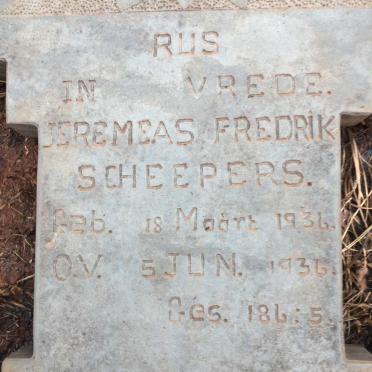 RUS
IN VREDE.
JEREMEAS FREDRIK
SCHEEPERS.
Geb. 18 Maart 1936.
O.V. 5 JUN. 1936.
Ges. 186:5.